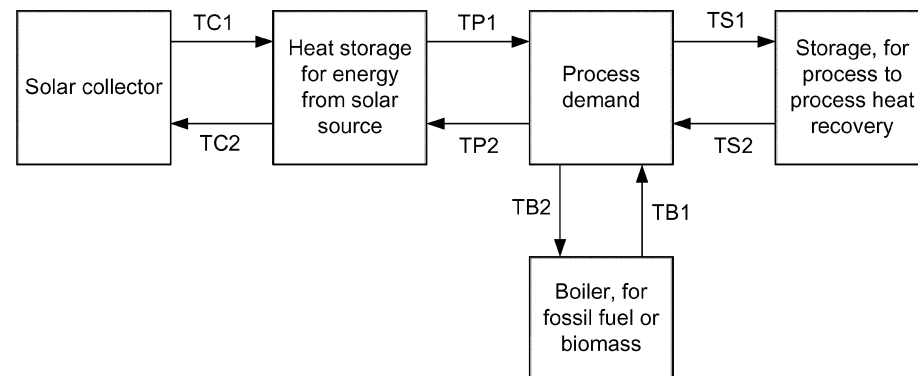 TC1
TP1
TS1
Solar collector
Heat storage
for energy
from solar
source
Process
demand
Storage, for
process to
process heat
recovery
TC2
TP2
TS2
TB2
TB1
Boiler, for
fossil fuel or
biomass